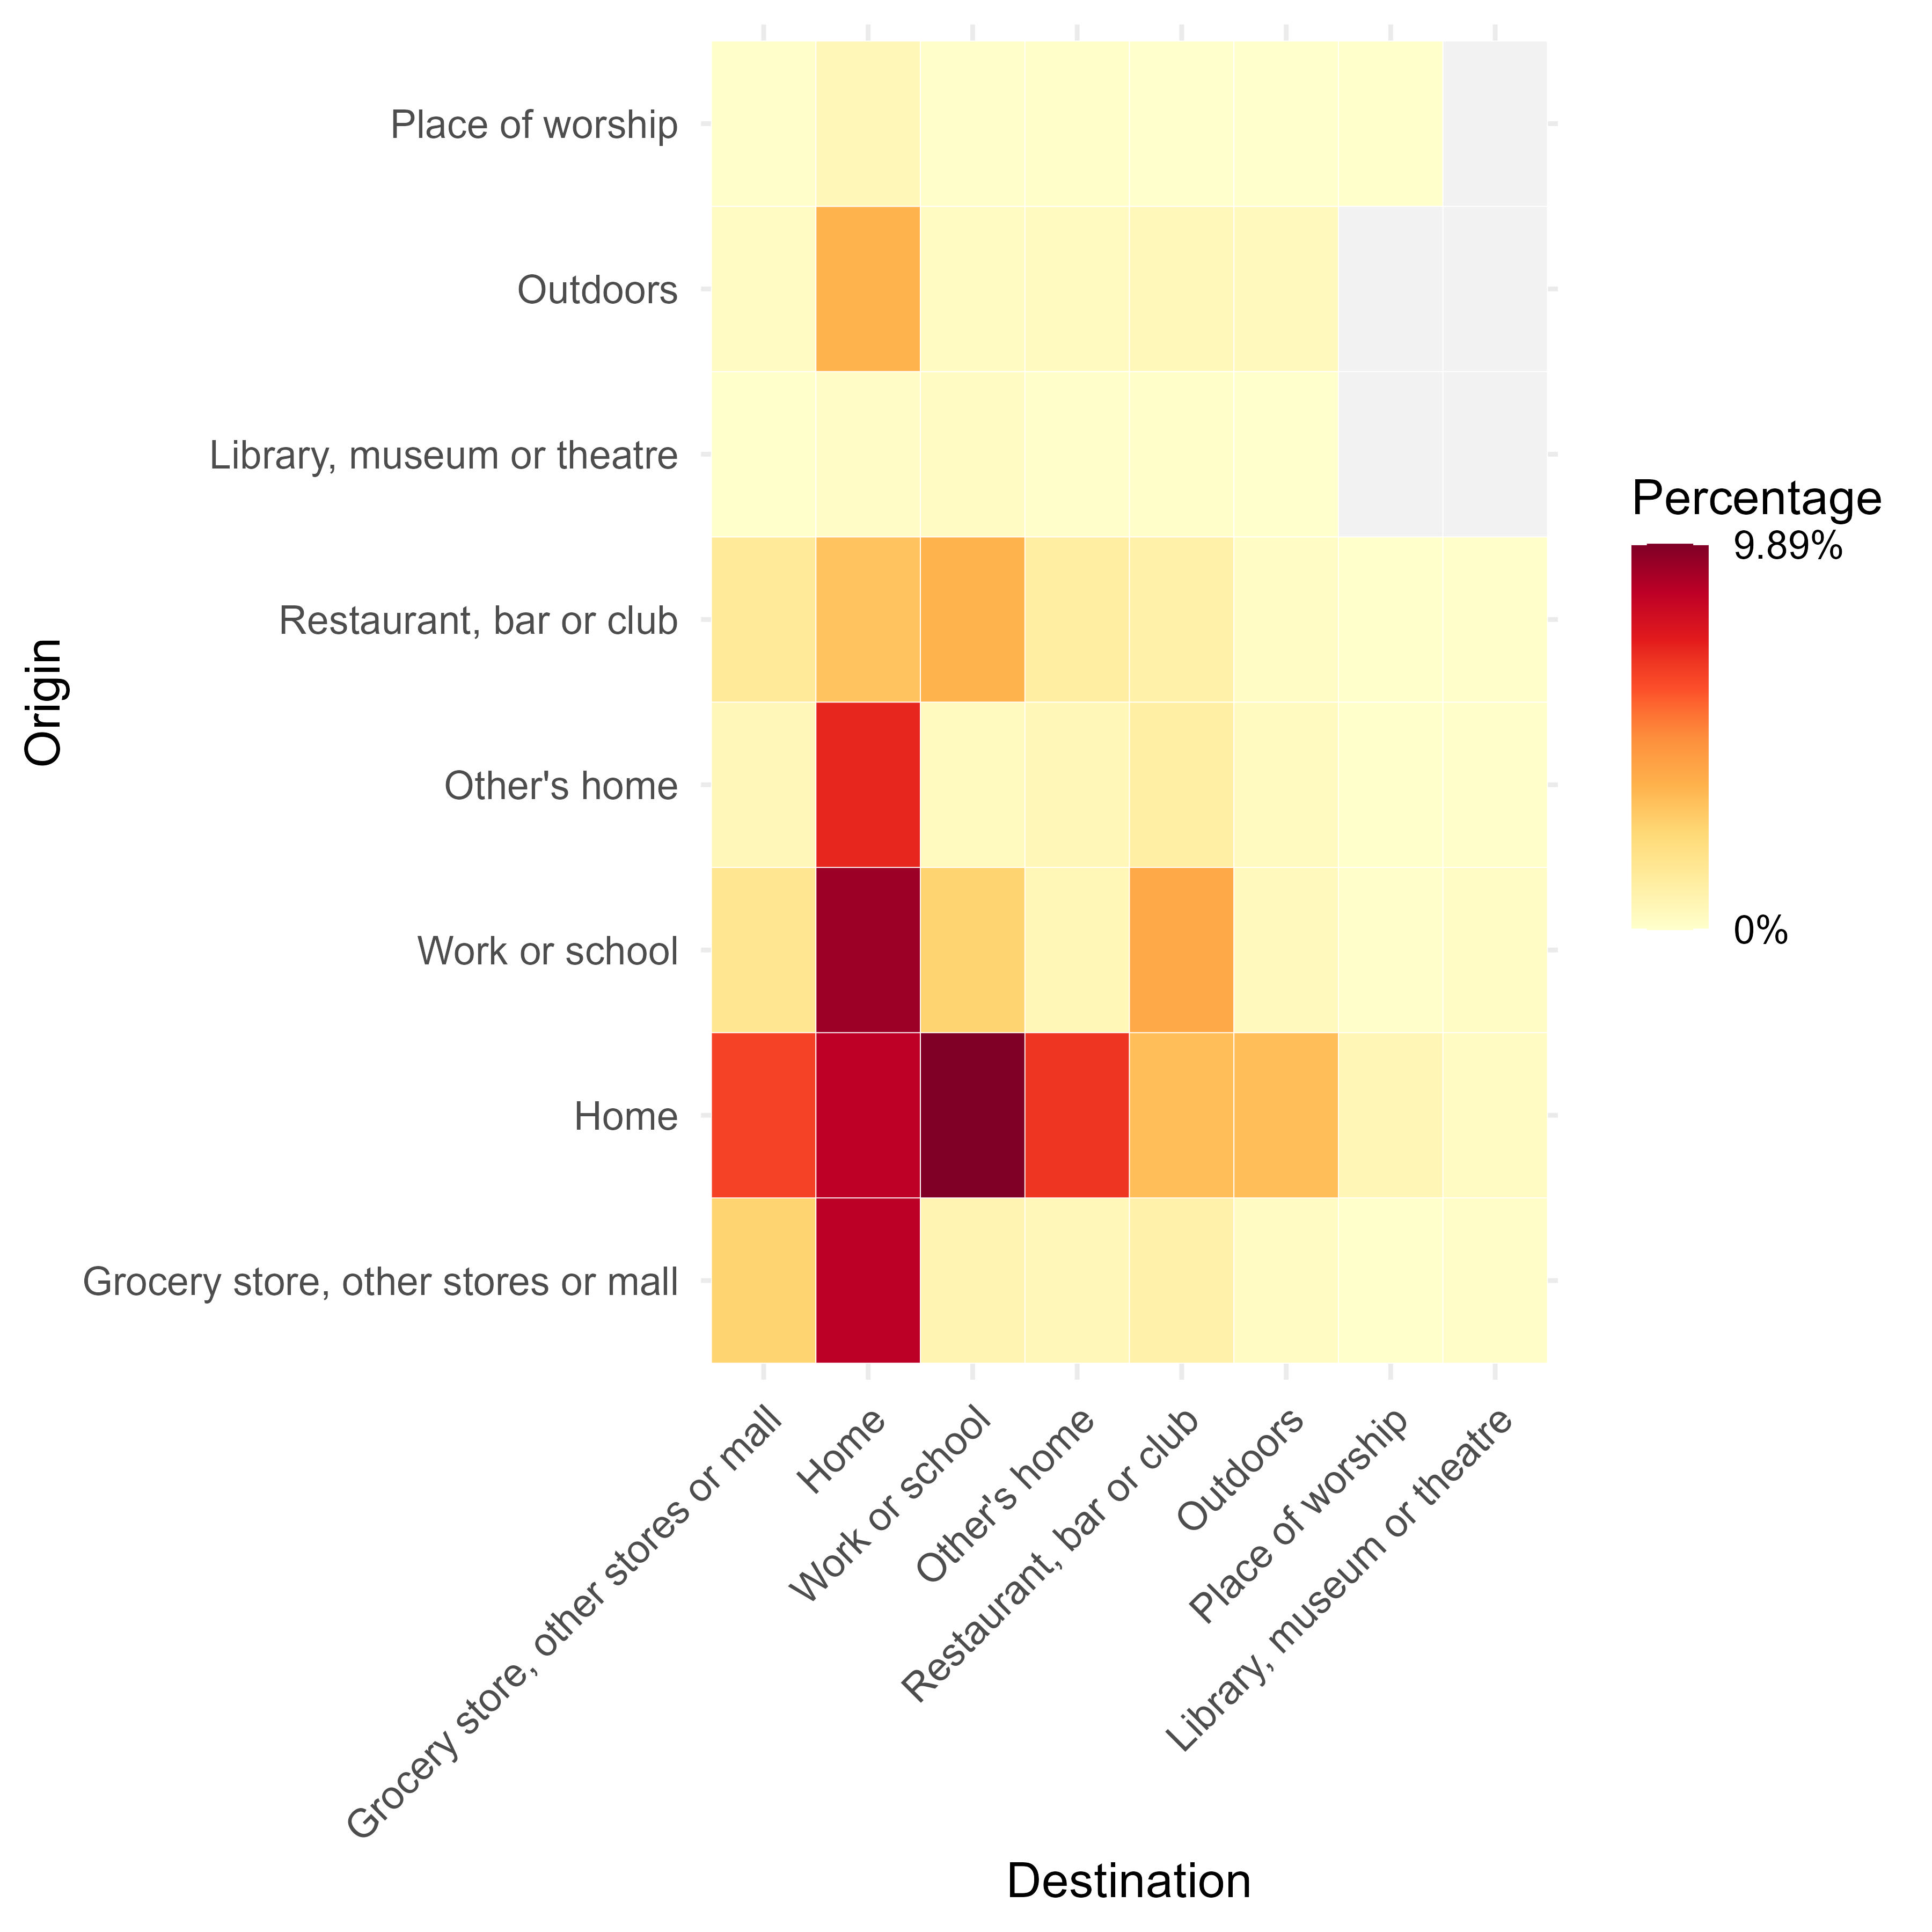 Place of worship
Outdoors
Library, museum or theatre
Restaurant, bar or club
Other's home
Work or school
Home
Grocery store, other stores or mall
Origin
Grocery store, other stores or mall
Home
Work or school
Other's home
Restaurant, bar or club
Outdoors
Place of worship
Library, museum or theatre
Destination
Percentage
9.89%
0%